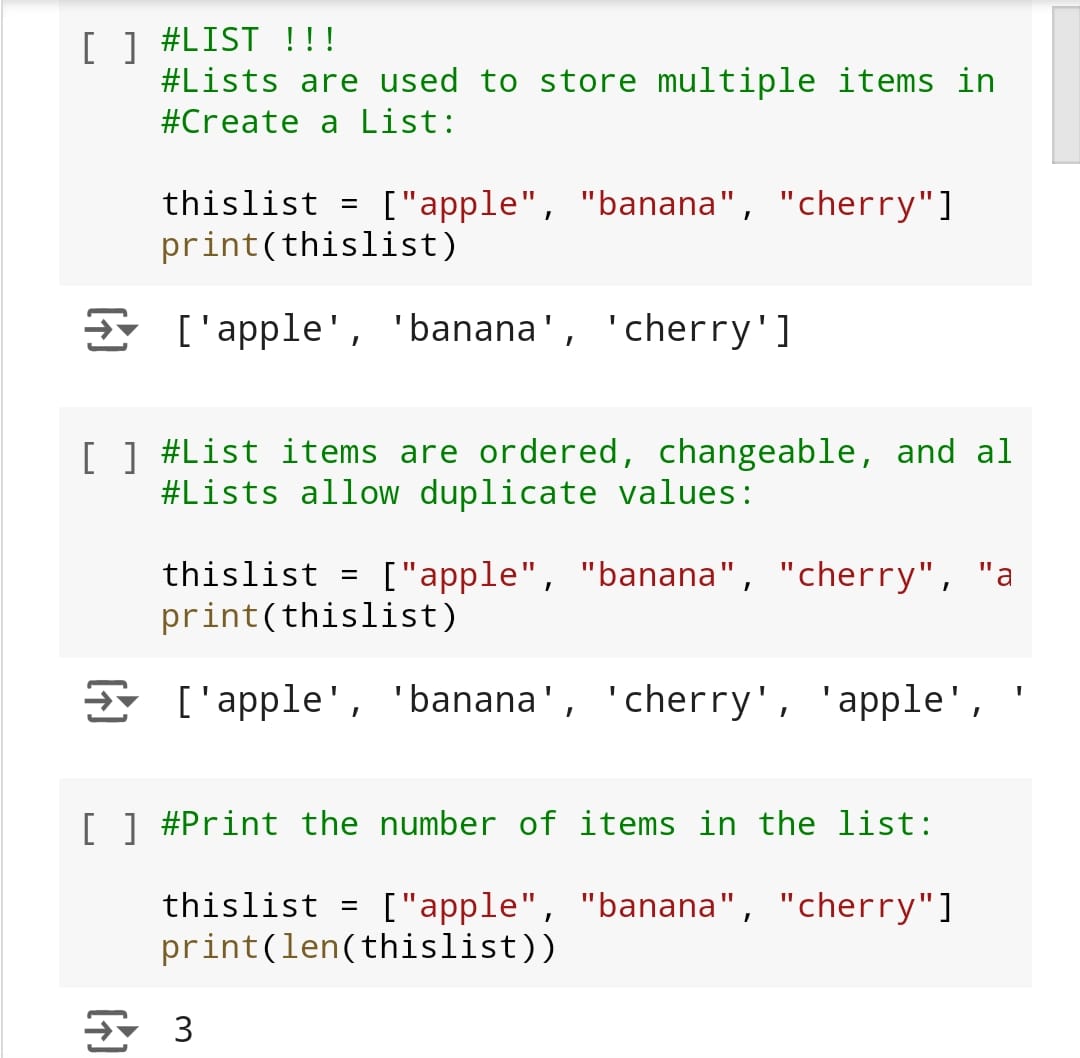 [ ] #LIST !!!
#Lists are used to store multiple items in
#Create a List:
thislist = ["apple", "banana", "cherry"]
print(thislist)
['apple', 'banana', 'cherry']
[ ] #List items are ordered, changeable, and al
#Lists allow duplicate values:
thislist = ["apple", "banana", "cherry", "a
print(thislist)
['apple', 'banana', 'cherry', 'apple', '
[ ] #Print the number of items in the list:
thislist = ["apple", "banana", "cherry"]
print(len(thislist))
3